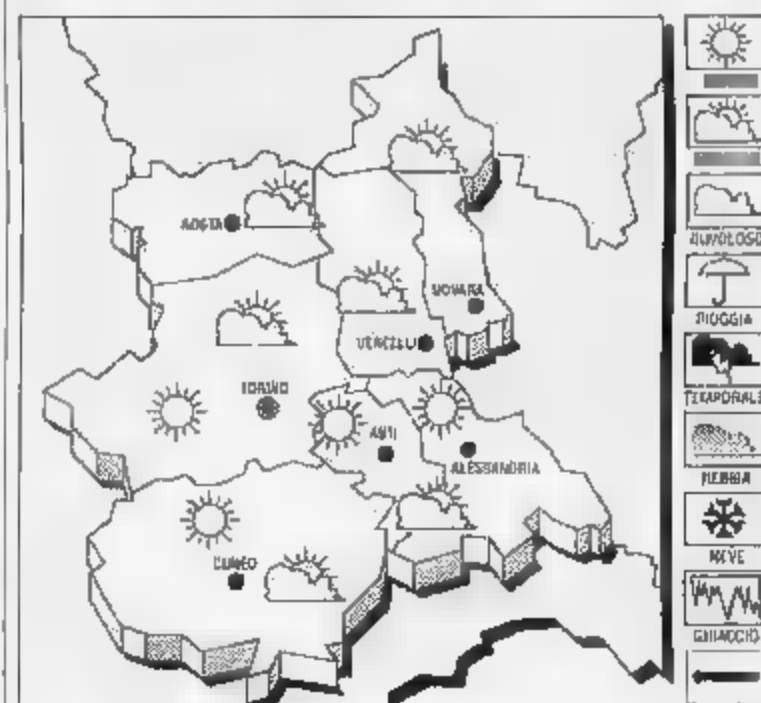 AOSTA
NOVARA
VERCELLI
TORINO
ASTI
ALESSANDRIA
CUNEO
NUVOLOSO
PIOGGIA
TEMPORALE
NEBBIA
NEVE
GHIACCIO